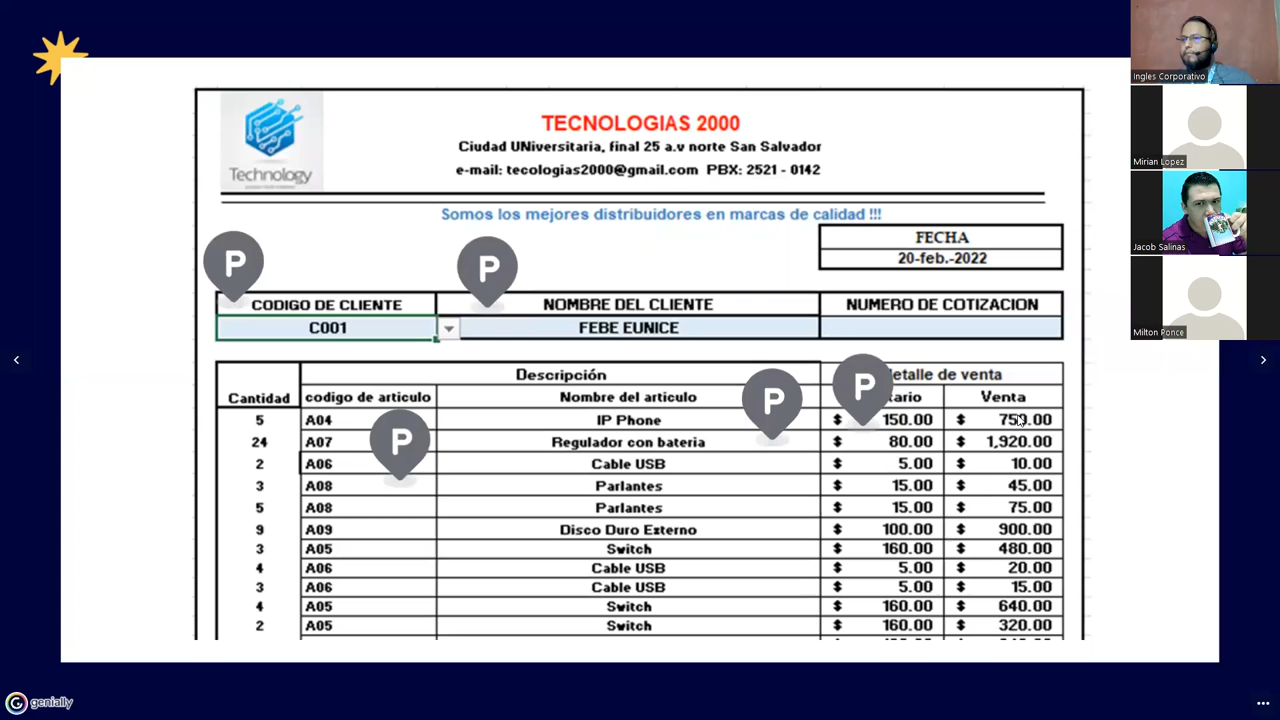 Technology
TECNOLOGIAS 2000
Ciudad UNiversitaria, final 25 a.v norte San Salvador
e-mail: tecologias2000@gmail.com PBX: 2521 - 0142
Somos los mejores distribuidores en marcas de calidad !!!
FECHA
20-feb.-2022
P
P
CODIGO DE CLIENTE NOMBRE DEL CLIENTE NUMERO DE COTIZACION
C001 FEBE EUNICE
Descripción detalle de venta
Cantidad codigo de articulo Nombre del articulo tario Venta
P
P
P
5 A04 IP Phone $ 150.00 $ 750.00
24 A07 Regulador con bateria $ 80.00 $ 1,920.00
2 A06 Cable USB $ 5.00 $ 10.00
3 A08 Parlantes $ 15.00 $ 45.00
5 A08 Parlantes $ 15.00 $ 75.00
9 A09 Disco Duro Externo $ 100.00 $ 900.00
3 A05 Switch $ 160.00 $ 480.00
4 A06 Cable USB $ 5.00 $ 20.00
3 A06 Cable USB $ 5.00 $ 15.00
4 A05 Switch $ 160.00 $ 640.00
2 A05 Switch $ 160.00 $ 320.00
Ingles Corporativo
Mirian Lopez
Jacob Salinas
Milton Ponce
genially